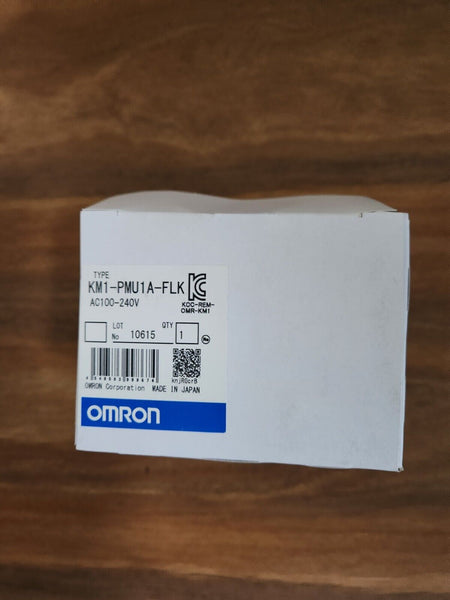 TYPE
KM1-PMU1A-FLK
AC100-240V
KCC-REM-
OMR-KM1
LOT
No 10615
QTY
1
knjR0crB
OMRON Corporation MADE IN JAPAN
OMRON